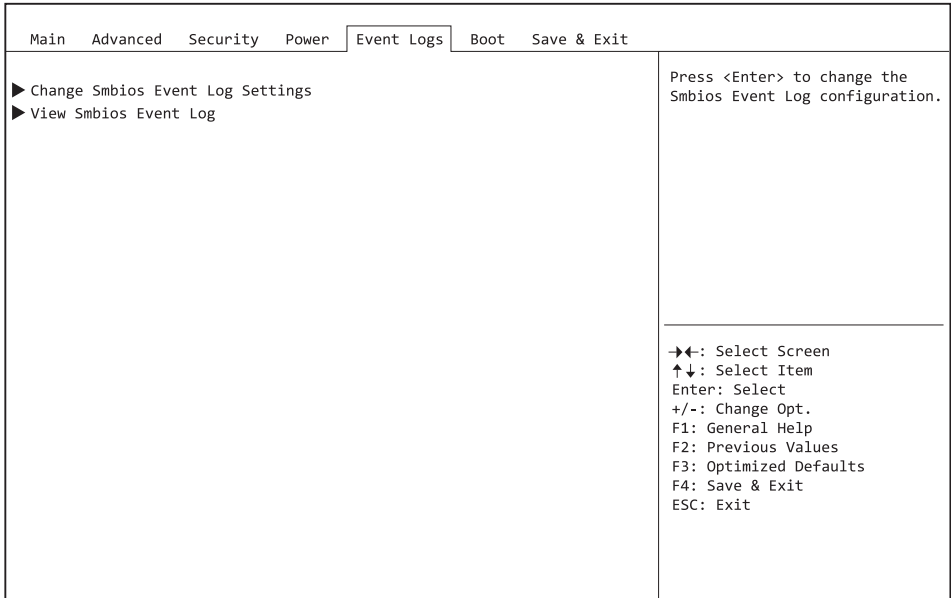 Main Advanced Security Power Event Logs Boot Save & Exit
▶ Change Smbios Event Log Settings
▶ View Smbios Event Log
Press <Enter> to change the
Smbios Event Log configuration.
→←: Select Screen
↑↓: Select Item
Enter: Select
+/-: Change Opt.
F1: General Help
F2: Previous Values
F3: Optimized Defaults
F4: Save & Exit
ESC: Exit